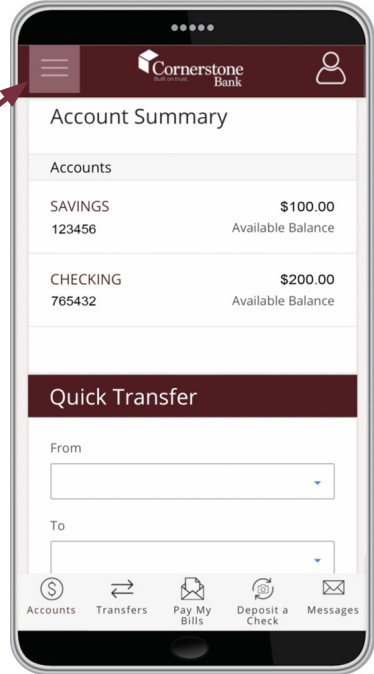 Cornerstone
Built on trust.
Bank
Account Summary
Accounts
SAVINGS $100.00
123456 Available Balance
CHECKING $200.00
765432 Available Balance
Quick Transfer
From
To
Accounts Transfers Pay My Bills Deposit a Check Messages